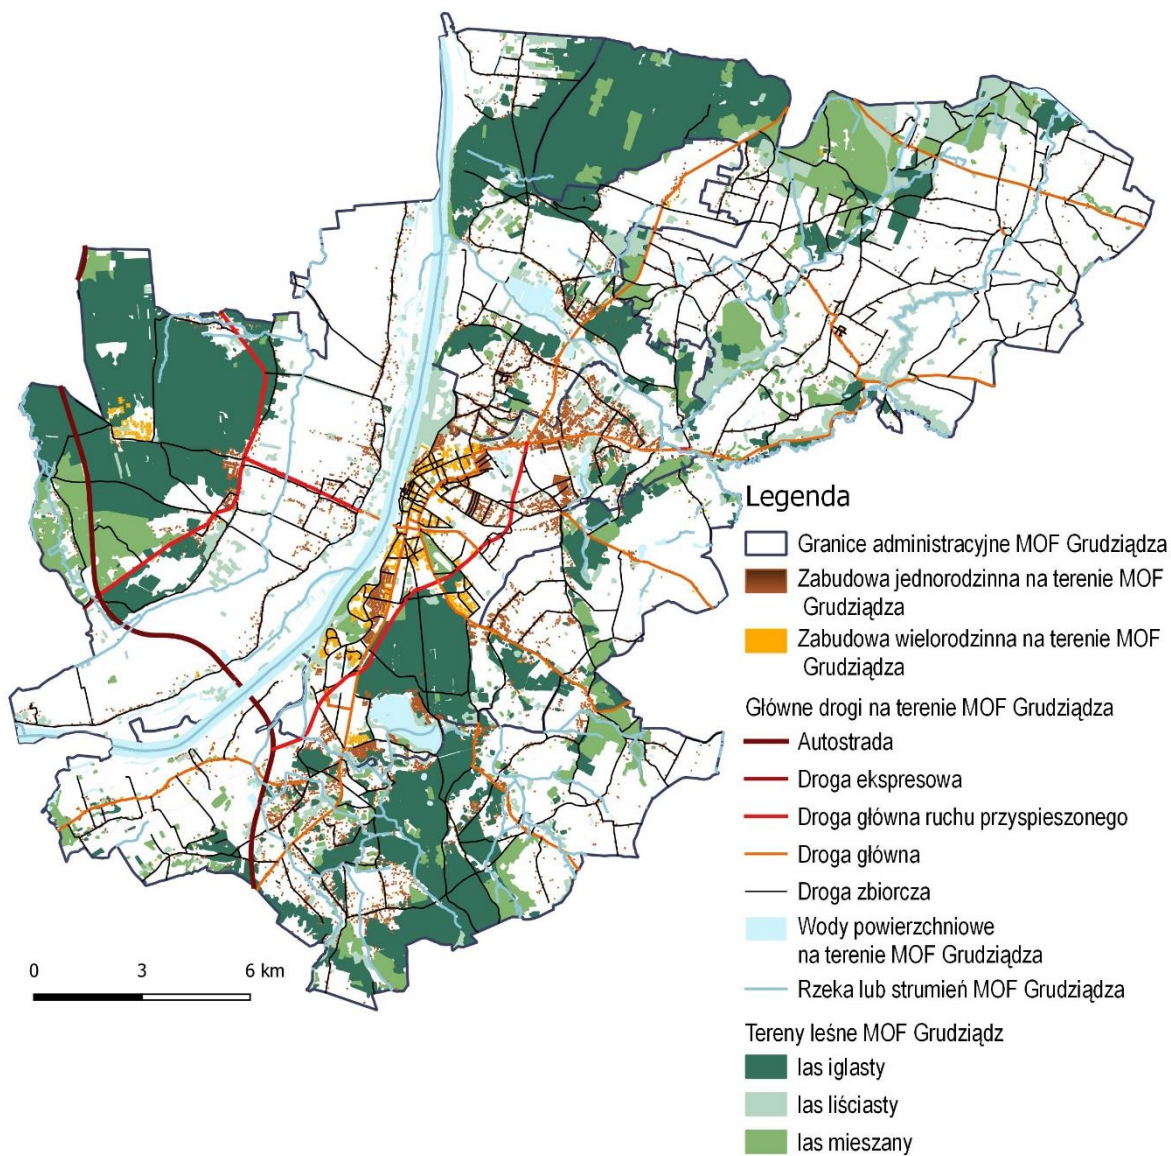 Legenda
Granice administracyjne MOF Grudziądza
Zabudowa jednorodzinna na terenie MOF
Grudziądza
Zabudowa wielorodzinna na terenie MOF
Grudziądza
Główne drogi na terenie MOF Grudziądza
Autostrada
Droga ekspresowa
Droga główna ruchu przyspieszonego
Droga główna
Droga zbiorcza
Wody powierzchniowe
na terenie MOF Grudziądza
Rzeka lub strumień MOF Grudziądza
0 3 6 km
Tereny leśne MOF Grudziądz
las iglasty
las liściasty
las mieszany